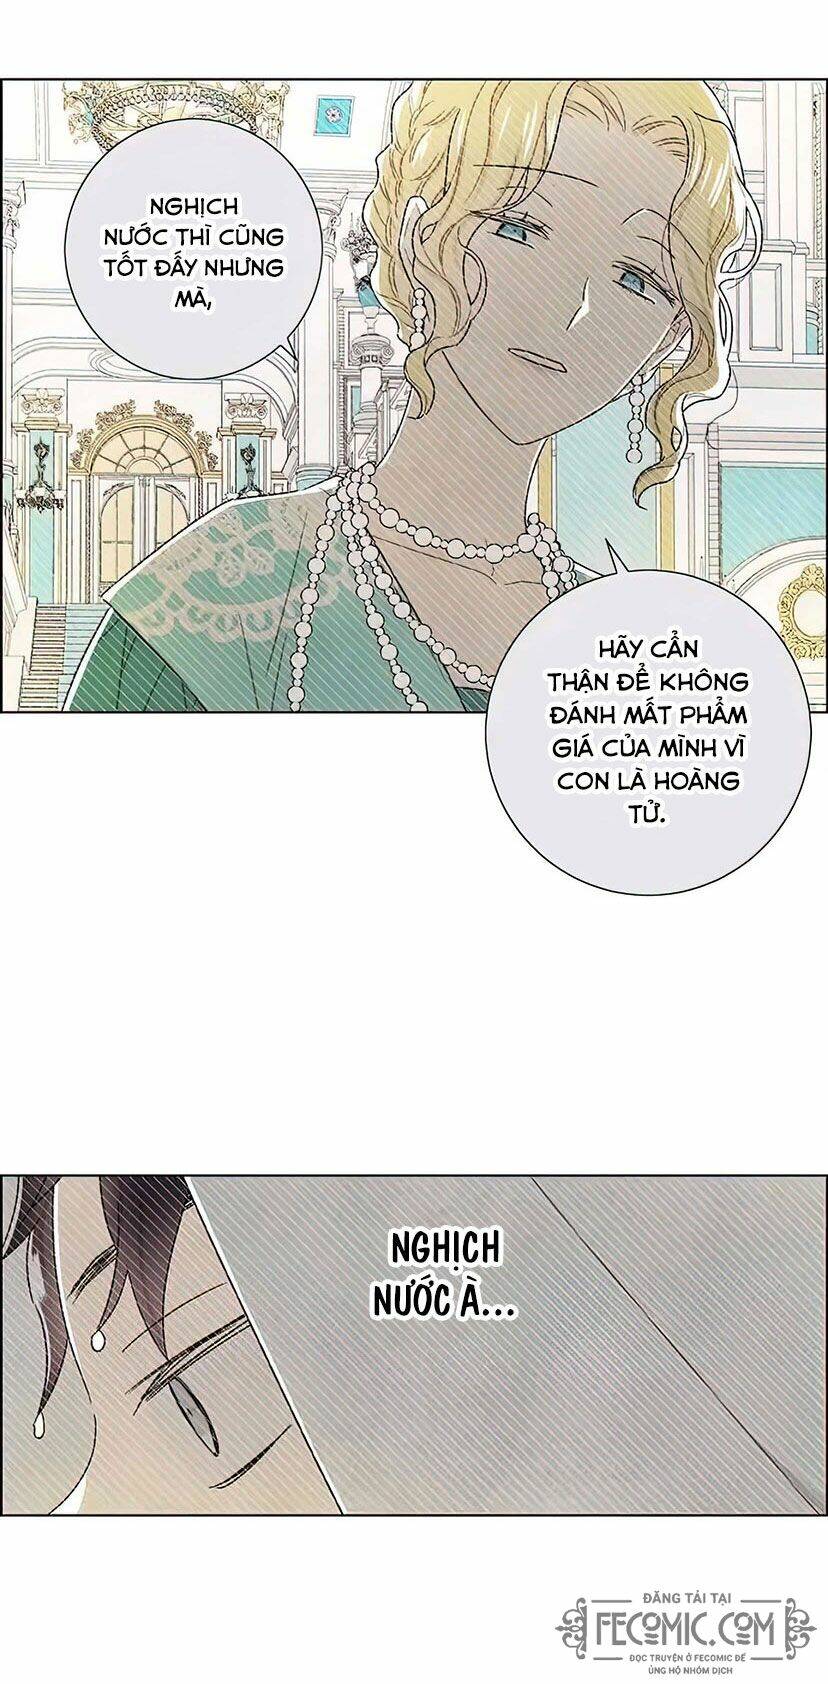 NGHỊCH
NƯỚC THÌ CŨNG
TỐT ĐẤY NHƯNG
MÀ,
HÃY CẨN
THẬN ĐỂ KHÔNG
ĐÁNH MẤT PHẨM
GIÁ CỦA MÌNH VÌ
CON LÀ HOÀNG
TỬ.
NGHỊCH
NƯỚC À...
ĐĂNG TẢI TẠI
FECOMIC.COM
ĐỌC TRUYỆN Ở FECOMIC ĐỂ
ỦNG HỘ NHÓM DỊCH